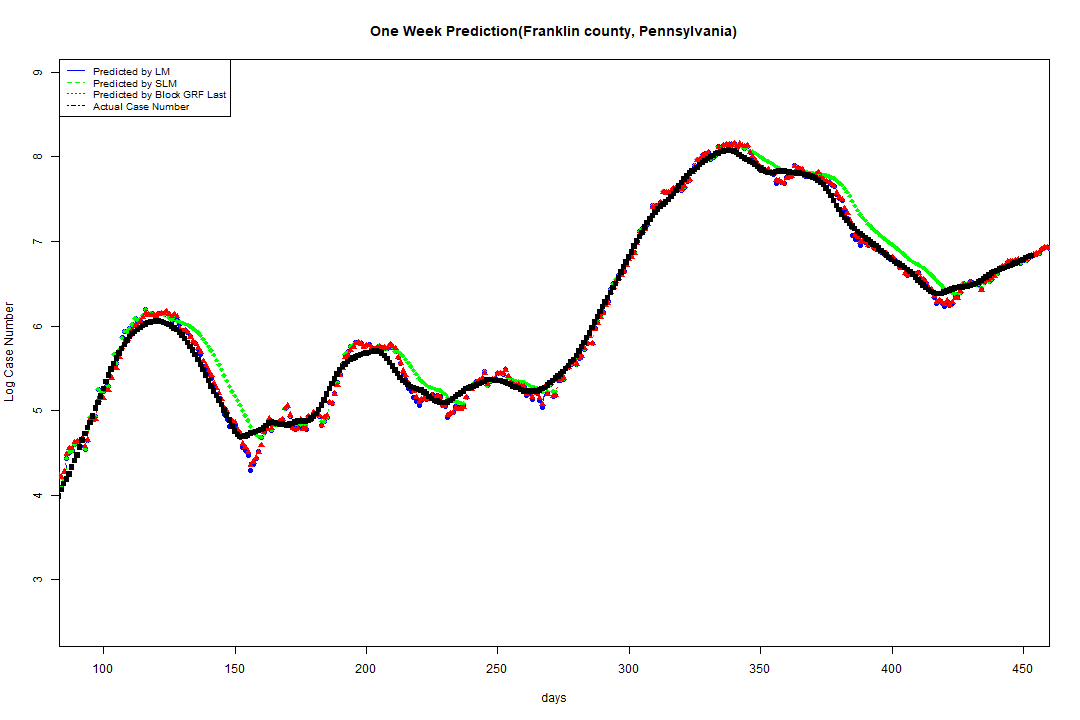 One Week Prediction(Franklin county, Pennsylvania)
Predicted by LM
Predicted by SLM
Predicted by Block GRF Last
Actual Case Number
Log Case Number
9
8
7
6
5
4
3
100 150 200 250 300 350 400 450
days